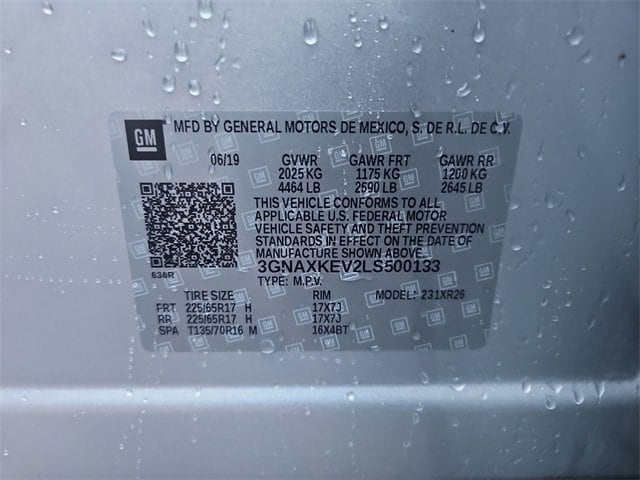 GM MFD BY GENERAL MOTORS DE MEXICO, S. DE R.L. DE C.V.
06/19 GVWR GAWR FRT GAWR RR
2025 KG 1175 KG 1200 KG
4464 LB 2590 LB 2645 LB
THIS VEHICLE CONFORMS TO ALL
APPLICABLE U.S. FEDERAL MOTOR
VEHICLE SAFETY AND THEFT PREVENTION
STANDARDS IN EFFECT ON THE DATE OF
MANUFACTURE SHOWN ABOVE.
636R 3GNAXKEV2LS500133
TYPE: M.P.V. MODEL: 231XR26
TIRE SIZE RIM
FRT 225/65R17 H 17X7J
RR 225/65R17 H 17X7J
SPA T135/70R16 M 16X4BT